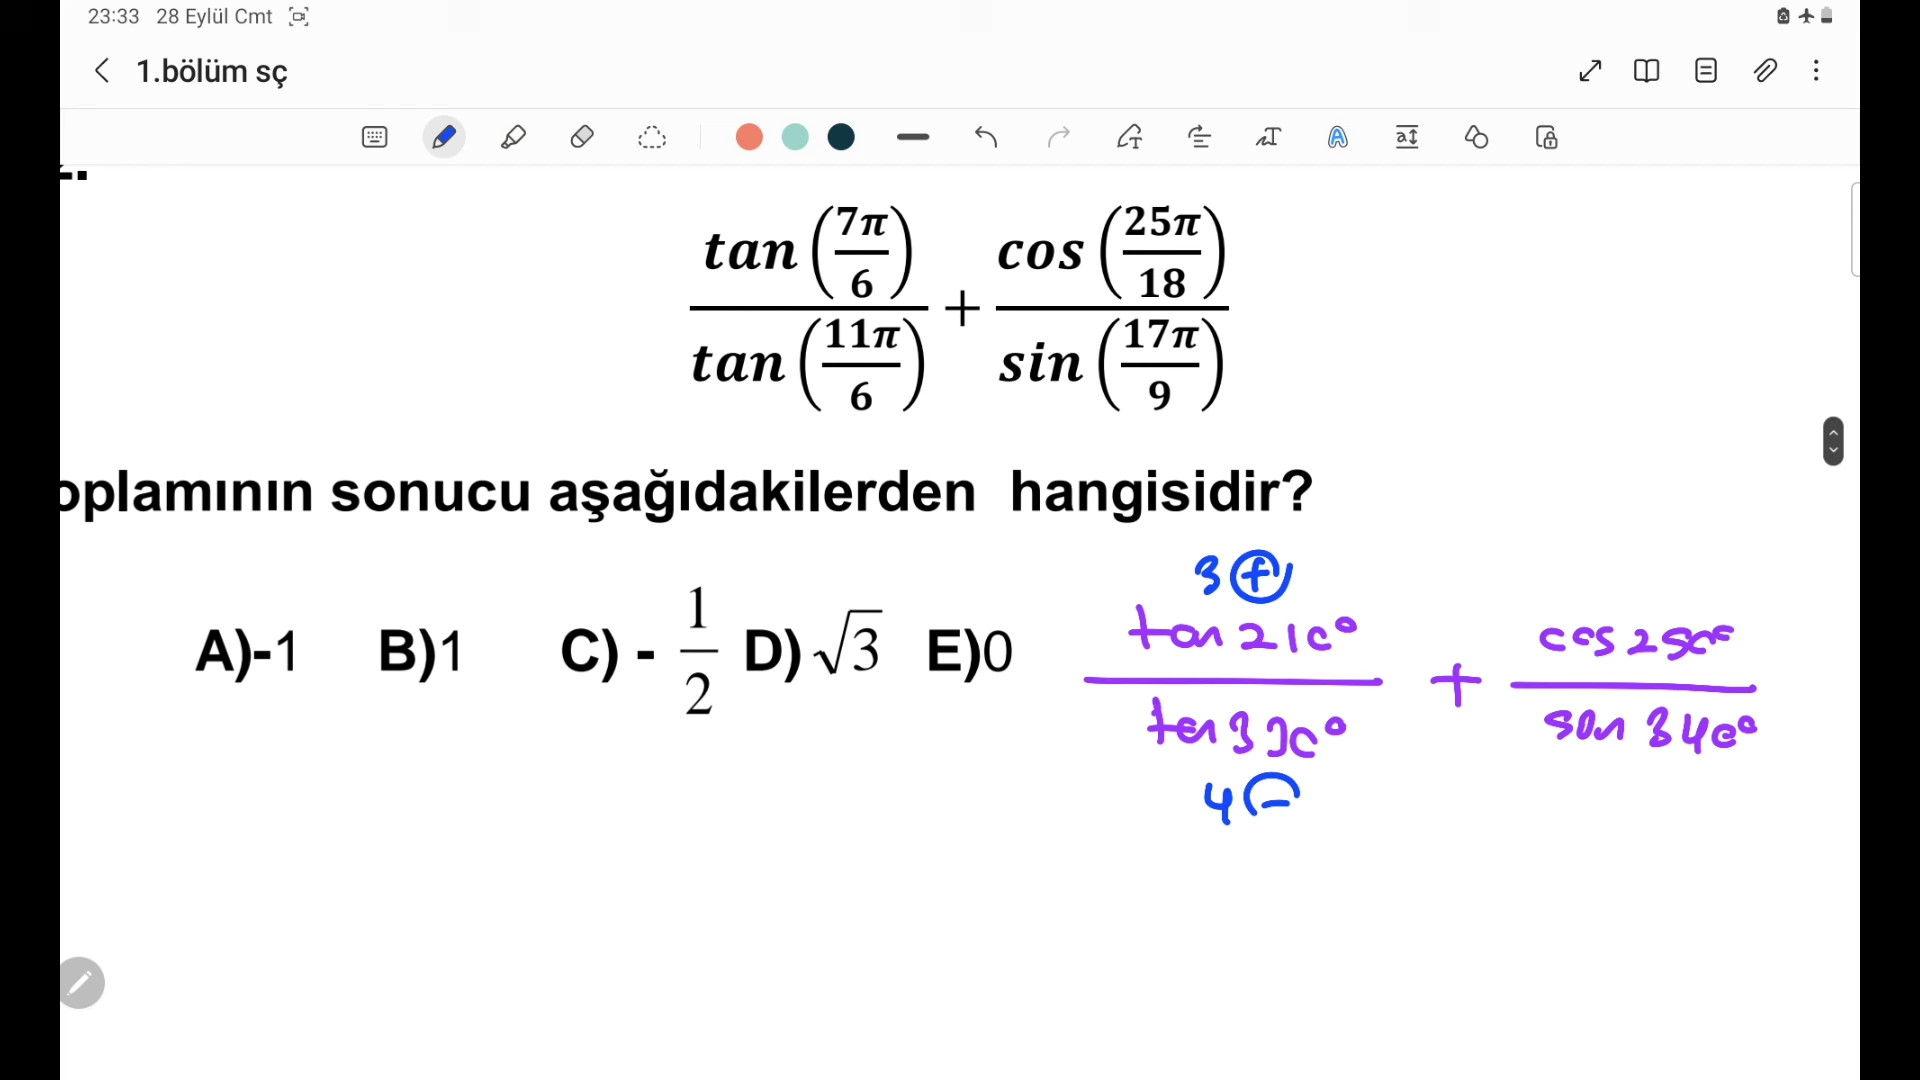 23:33 28 Eylül Cmt
1.bölüm sç
2.
tan(7π/6) / tan(11π/6) + cos(25π/18) / sin(17π/9)
oplamının sonucu aşağıdakilerden hangisidir?
A)-1 B)1 C) - 1/2 D) √3 E)0
3 (+)
tan 210° / tan 330° + cos 250° / sin 340°
4 (-)